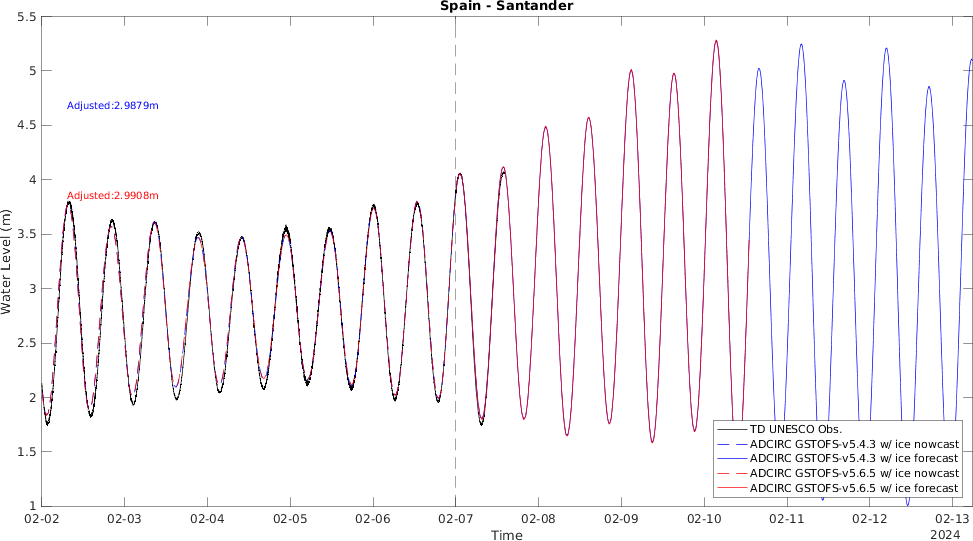 Spain - Santander
5.5
5
4.5
4
3.5
3
2.5
2
1.5
1
Water Level (m)
Adjusted:2.9879m
Adjusted:2.9908m
TD UNESCO Obs.
ADCIRC GSTOFS-v5.4.3 w/ ice nowcast
ADCIRC GSTOFS-v5.4.3 w/ ice forecast
ADCIRC GSTOFS-v5.6.5 w/ ice nowcast
ADCIRC GSTOFS-v5.6.5 w/ ice forecast
02-02 02-03 02-04 02-05 02-06 02-07 02-08 02-09 02-10 02-11 02-12 02-13
2024
Time